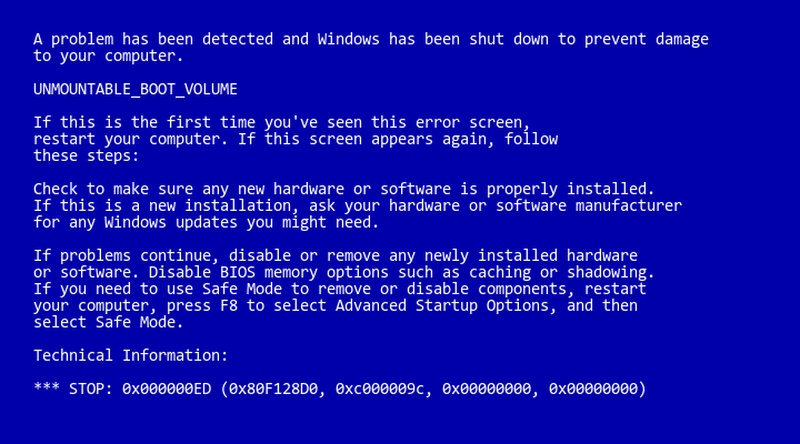 A problem has been detected and Windows has been shut down to prevent damage
to your computer.
UNMOUNTABLE_BOOT_VOLUME
If this is the first time you've seen this error screen,
restart your computer. If this screen appears again, follow
these steps:
Check to make sure any new hardware or software is properly installed.
If this is a new installation, ask your hardware or software manufacturer
for any Windows updates you might need.
If problems continue, disable or remove any newly installed hardware
or software. Disable BIOS memory options such as caching or shadowing.
If you need to use Safe Mode to remove or disable components, restart
your computer, press F8 to select Advanced Startup Options, and then
select Safe Mode.
Technical Information:
*** STOP: 0x000000ED (0x80F128D0, 0xc000009c, 0x00000000, 0x00000000)